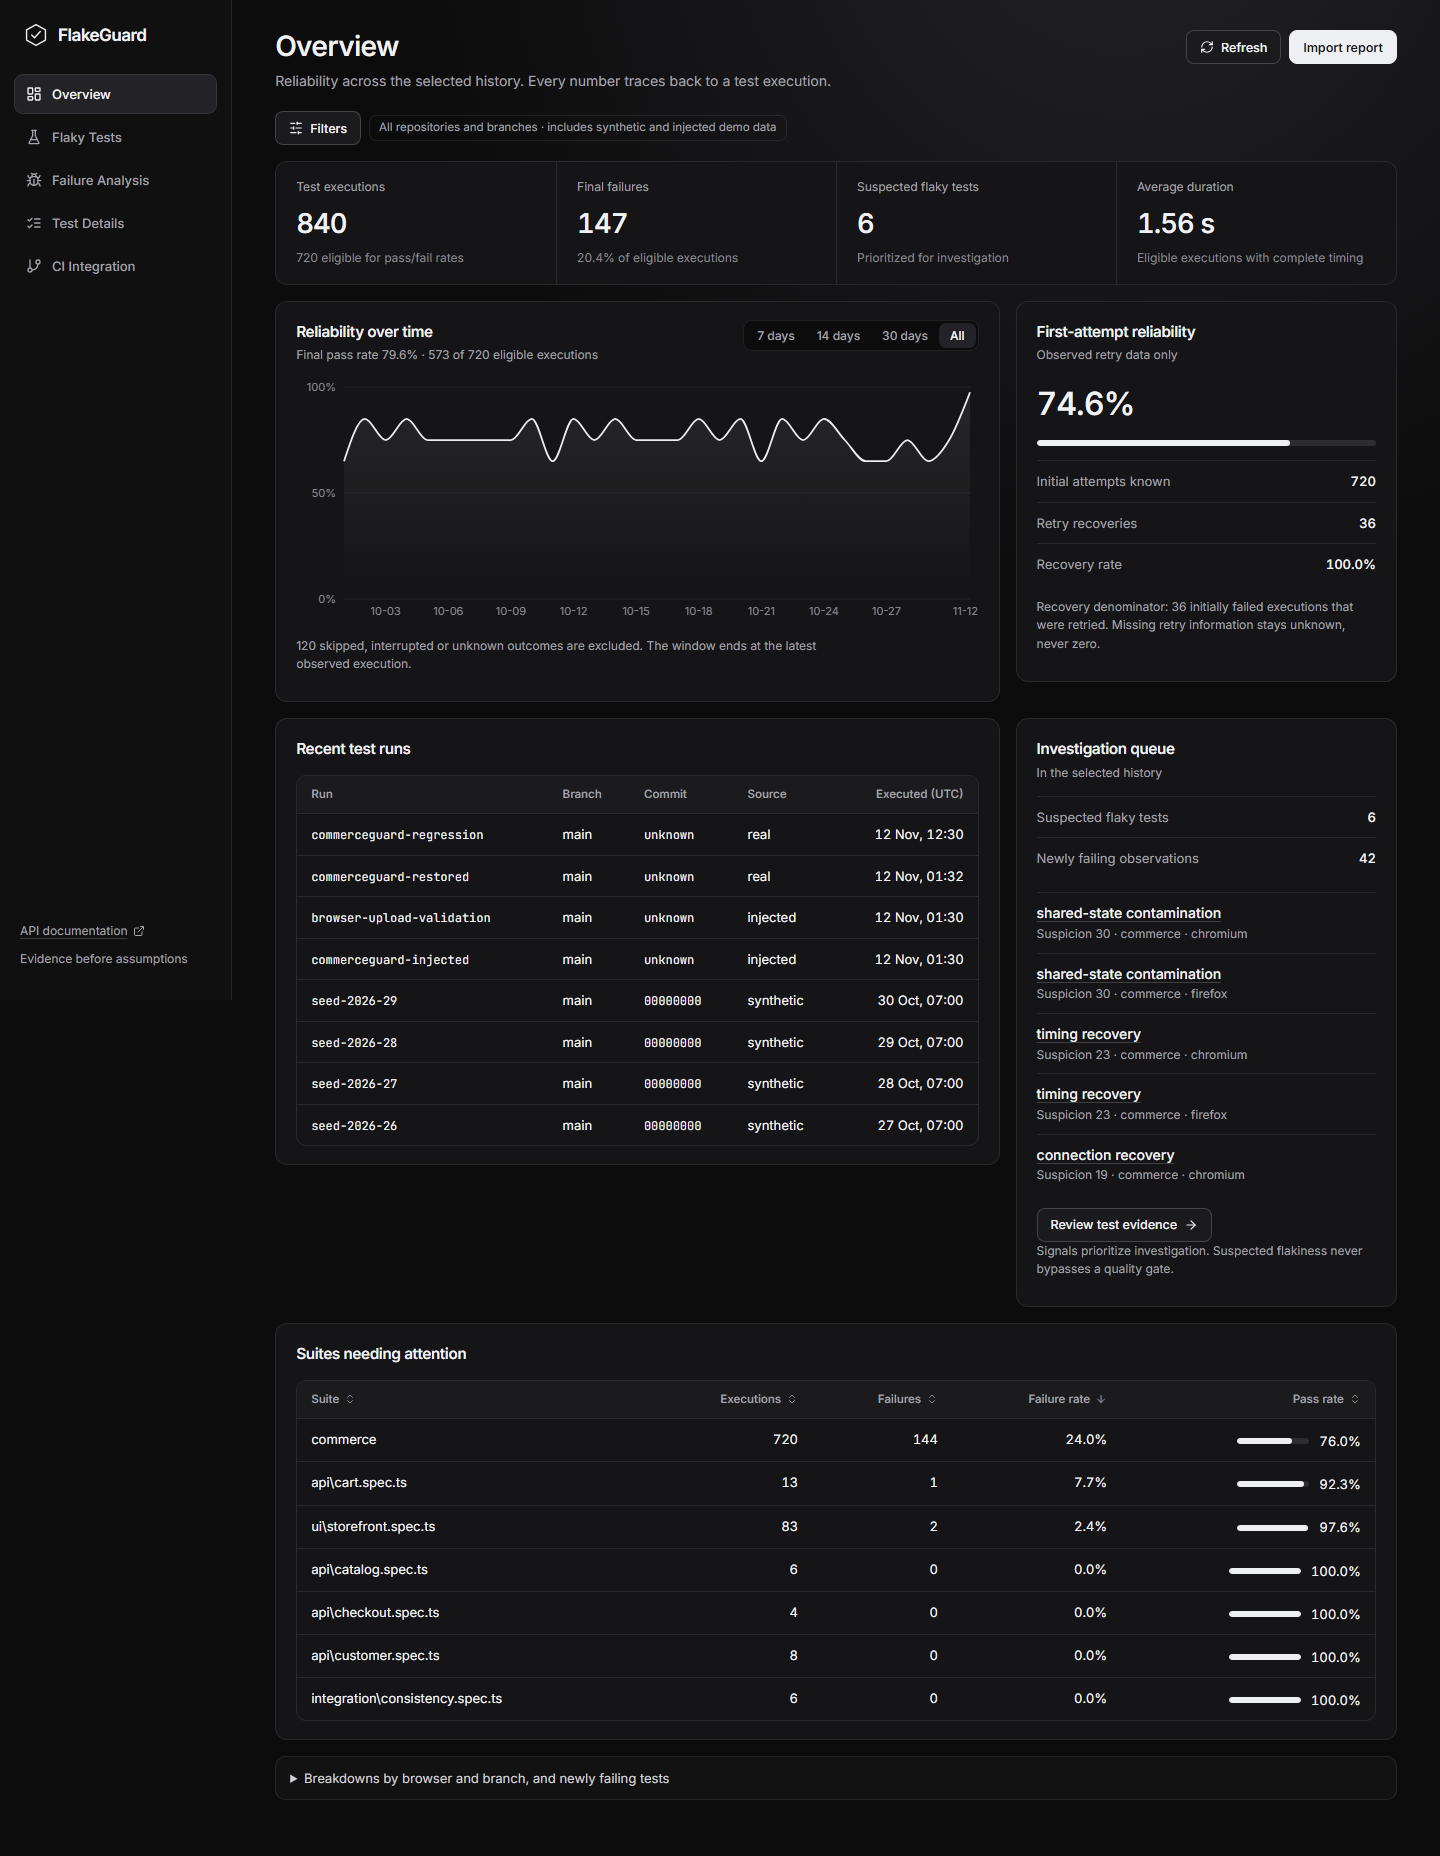 FlakeGuard
Overview
Flaky Tests
Failure Analysis
Test Details
CI Integration
API documentation
Evidence before assumptions
Overview
Reliability across the selected history. Every number traces back to a test execution.
Refresh
Import report
Filters
All repositories and branches · includes synthetic and injected demo data
Test executions
840
720 eligible for pass/fail rates
Final failures
147
20.4% of eligible executions
Suspected flaky tests
6
Prioritized for investigation
Average duration
1.56 s
Eligible executions with complete timing
Reliability over time
Final pass rate 79.6% · 573 of 720 eligible executions
7 days 14 days 30 days All
100%
50%
0%
10-03 10-06 10-09 10-12 10-15 10-18 10-21 10-24 10-27 11-12
120 skipped, interrupted or unknown outcomes are excluded. The window ends at the latest
observed execution.
First-attempt reliability
Observed retry data only
74.6%
Initial attempts known 720
Retry recoveries 36
Recovery rate 100.0%
Recovery denominator: 36 initially failed executions that
were retried. Missing retry information stays unknown,
never zero.
Recent test runs
Run Branch Commit Source Executed (UTC)
commerceguard-regression main unknown real 12 Nov, 12:30
commerceguard-restored main unknown real 12 Nov, 01:32
browser-upload-validation main unknown injected 12 Nov, 01:30
commerceguard-injected main unknown injected 12 Nov, 01:30
seed-2026-29 main 00000000 synthetic 30 Oct, 07:00
seed-2026-28 main 00000000 synthetic 29 Oct, 07:00
seed-2026-27 main 00000000 synthetic 28 Oct, 07:00
seed-2026-26 main 00000000 synthetic 27 Oct, 07:00
Investigation queue
In the selected history
Suspected flaky tests 6
Newly failing observations 42
shared-state contamination
Suspicion 30 · commerce · chromium
shared-state contamination
Suspicion 30 · commerce · firefox
timing recovery
Suspicion 23 · commerce · chromium
timing recovery
Suspicion 23 · commerce · firefox
connection recovery
Suspicion 19 · commerce · chromium
Review test evidence →
Signals prioritize investigation. Suspected flakiness never
bypasses a quality gate.
Suites needing attention
Suite Executions Failures Failure rate ↓ Pass rate
commerce 720 144 24.0% 76.0%
api\cart.spec.ts 13 1 7.7% 92.3%
ui\storefront.spec.ts 83 2 2.4% 97.6%
api\catalog.spec.ts 6 0 0.0% 100.0%
api\checkout.spec.ts 4 0 0.0% 100.0%
api\customer.spec.ts 8 0 0.0% 100.0%
integration\consistency.spec.ts 6 0 0.0% 100.0%
▶ Breakdowns by browser and branch, and newly failing tests